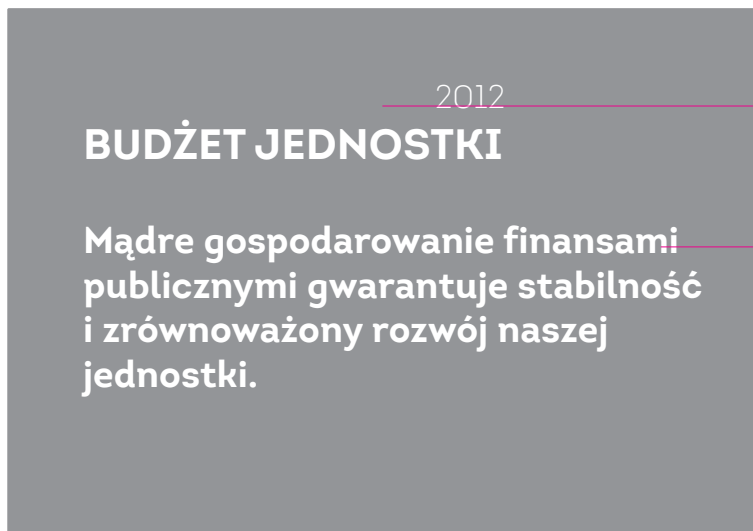 2012
BUDŻET JEDNOSTKI
Mądre gospodarowanie finansami
publicznymi gwarantuje stabilność
i zrównoważony rozwój naszej
jednostki.